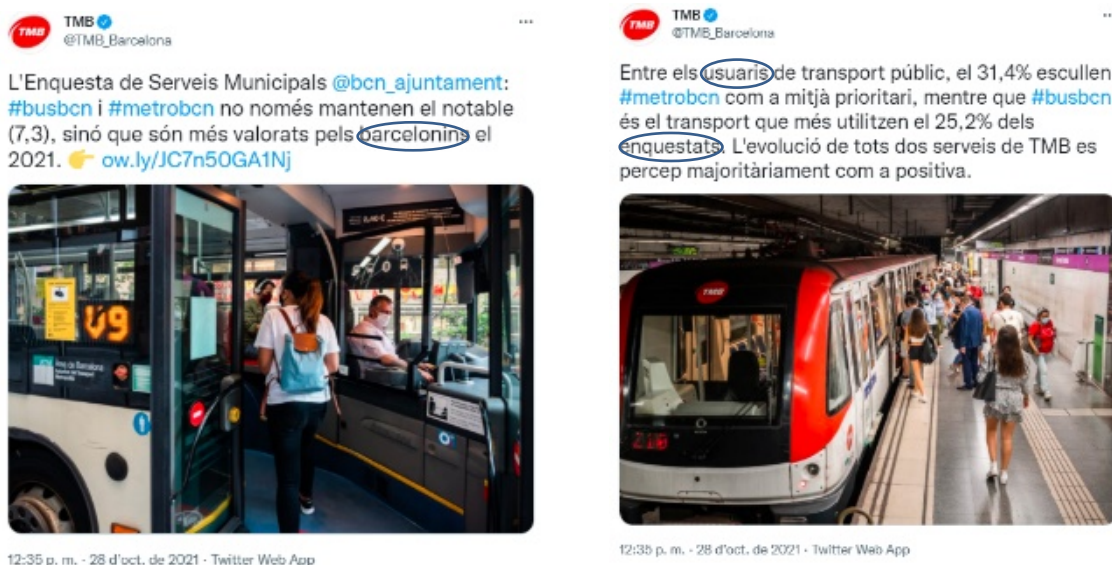 TMB
@TMB_Barcelona
L'Enquesta de Serveis Municipals @bcn_ajuntament:
#busbcn i #metrobcn no només mantenen el notable
(7,3), sinó que són més valorats pels barcelonins el
2021. 👉 ow.ly/JC7n50GA1Nj
V9
12:35 p. m. · 28 d'oct. de 2021 · Twitter Web App
TMB
TMB
@TMB_Barcelona
Entre els usuaris de transport públic, el 31,4% escullen
#metrobcn com a mitjà prioritari, mentre que #busbcn
és el transport que més utilitzen el 25,2% dels
enquestats. L'evolució de tots dos serveis de TMB es
percep majoritàriament com a positiva.
TMB
12:35 p. m. · 28 d'oct. de 2021 · Twitter Web App